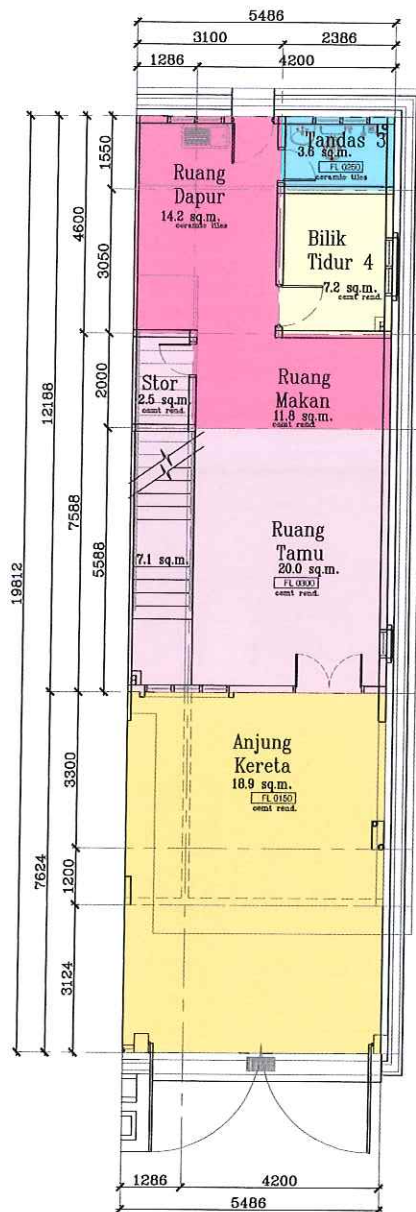 5486
3100
2386
1286
4200
Tandas 3
3.6 sq.m.
FL 0250
ceramic tiles
Ruang
Dapur
14.2 sq.m.
ceramic tiles
Bilik
Tidur 4
7.2 sq.m.
cemt rend.
Stor
2.5 sq.m.
cemt rend.
Ruang
Makan
11.8 sq.m.
cemt rend.
Ruang
Tamu
20.0 sq.m.
FL 0300
cemt rend.
7.1 sq.m.
Anjung
Kereta
18.9 sq.m.
FL 0150
cemt rend.
1550
4600
3050
2000
12188
7588
5588
19812
3300
7624
1200
3124
1286
4200
5486